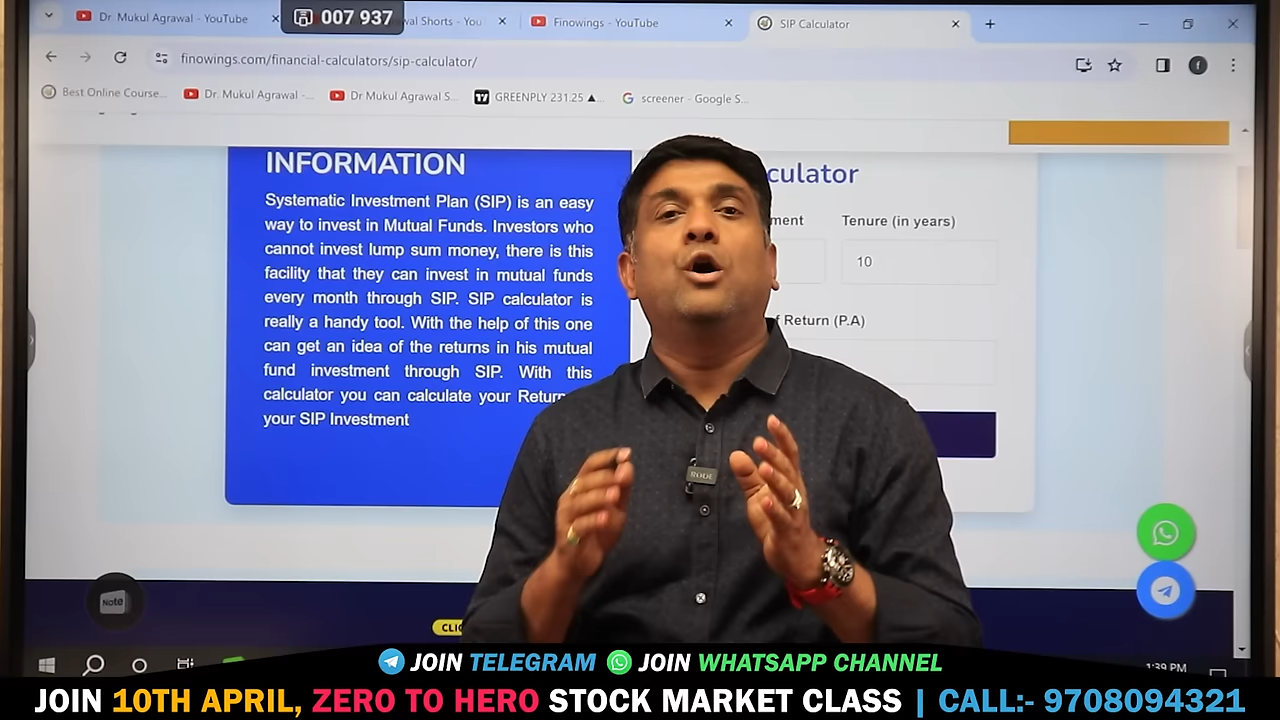 Dr Mukul Agrawal - YouTube
007 937
wal Shorts - You
Finowings - YouTube
SIP Calculator
finowings.com/financial-calculators/sip-calculator/
Best Online Course...
Dr. Mukul Agrawal -...
Dr Mukul Agrawal S...
GREENPLY 231.25 ▲...
screener - Google S...
INFORMATION
Systematic Investment Plan (SIP) is an easy
way to invest in Mutual Funds. Investors who
cannot invest lump sum money, there is this
facility that they can invest in mutual funds
every month through SIP. SIP calculator is
really a handy tool. With the help of this one
can get an idea of the returns in his mutual
fund investment through SIP. With this
calculator you can calculate your Return
your SIP Investment
culator
ment
Tenure (in years)
10
f Return (P.A)
Note
CLIC
1:39 PM
RODE
JOIN TELEGRAM JOIN WHATSAPP CHANNEL
JOIN 10TH APRIL, ZERO TO HERO STOCK MARKET CLASS | CALL:- 9708094321